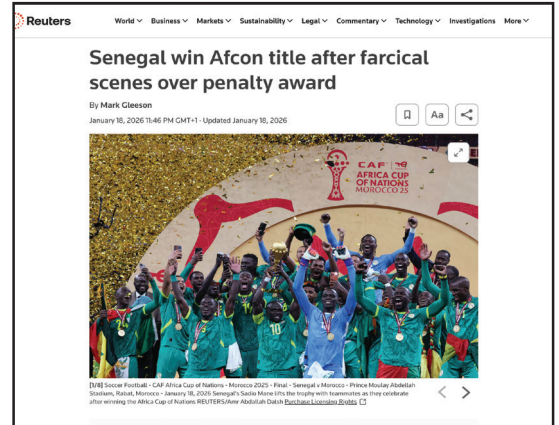 Reuters
World Business Markets Sustainability Legal Commentary Technology Investigations More
Senegal win Afcon title after farcical
scenes over penalty award
By Mark Gleeson
January 18, 2026 11:46 PM GMT+1 · Updated January 18, 2026
Aa
CAF
AFRICA CUP
OF NATIONS
MOROCCO 25
10
[1/8] Soccer Football - CAF Africa Cup of Nations - Morocco 2025 - Final - Senegal v Morocco - Prince Moulay Abdellah
Stadium, Rabat, Morocco - January 18, 2026 Senegal's Sadio Mane lifts the trophy with teammates as they celebrate
after winning the Africa Cup of Nations REUTERS/Amr Abdallah Dalsh Purchase Licensing Rights